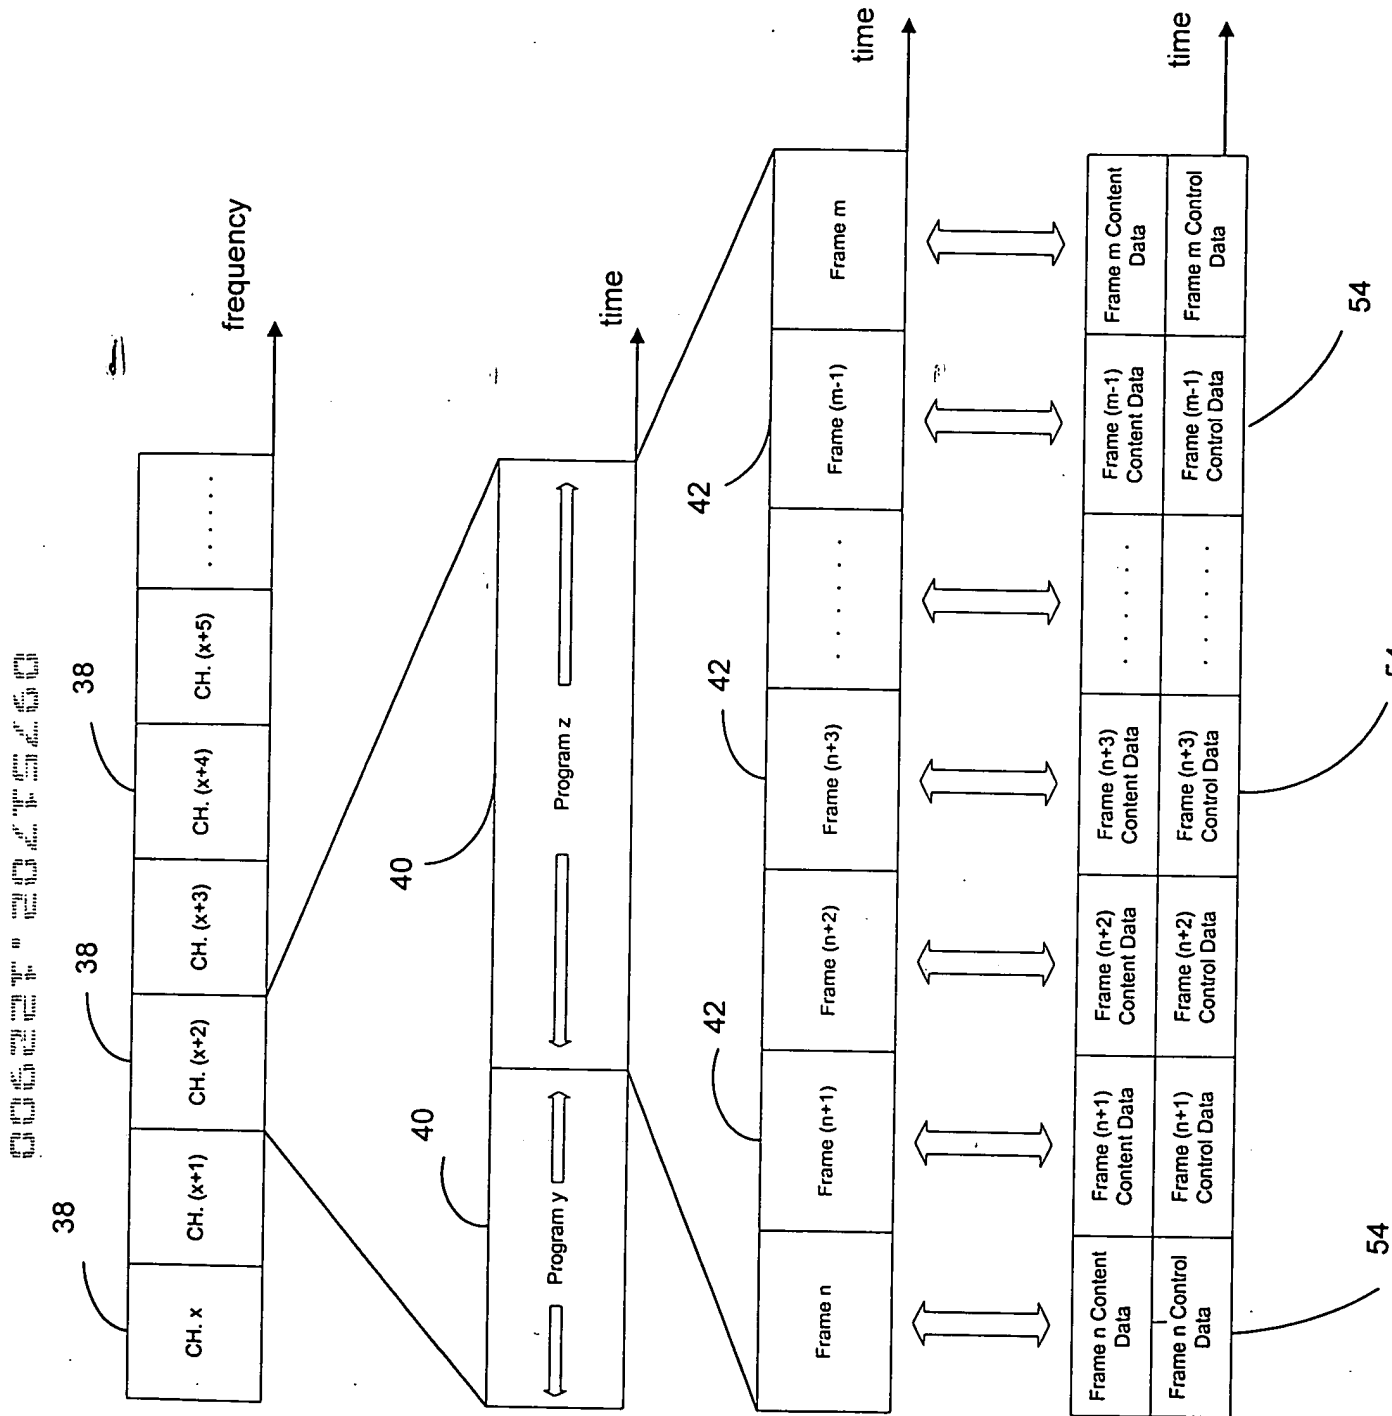 09751702.122900
38
38
38
CH. x
CH. (x+1)
CH. (x+2)
CH. (x+3)
CH. (x+4)
CH. (x+5)
. . . . . .
frequency
40
40
Program y
Program z
time
42
42
42
Frame n
Frame (n+1)
Frame (n+2)
Frame (n+3)
. . . . . .
Frame (m-1)
Frame m
time
Frame n Content
Data
Frame (n+1)
Content Data
Frame (n+2)
Content Data
Frame (n+3)
Content Data
. . . . . .
Frame (m-1)
Content Data
Frame m Content
Data
Frame n Control
Data
Frame (n+1)
Control Data
Frame (n+2)
Control Data
Frame (n+3)
Control Data
. . . . . .
Frame (m-1)
Control Data
Frame m Control
Data
time
54
54
54